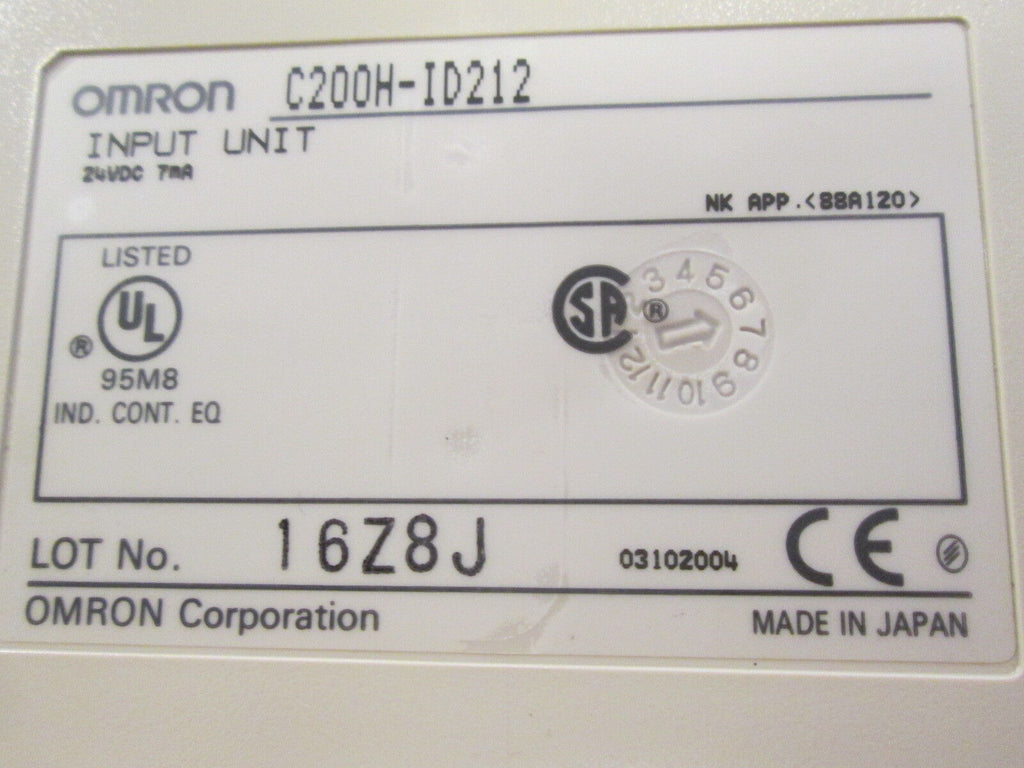 OMRON C200H-ID212
INPUT UNIT
24VDC 7mA
NK APP.<88A120>
LISTED
UL
®
95M8
IND. CONT. EQ
SA ®
3 4 5 6 7 8 9 10 11 12
LOT No. 16Z8J
03102004 CE
OMRON Corporation
MADE IN JAPAN